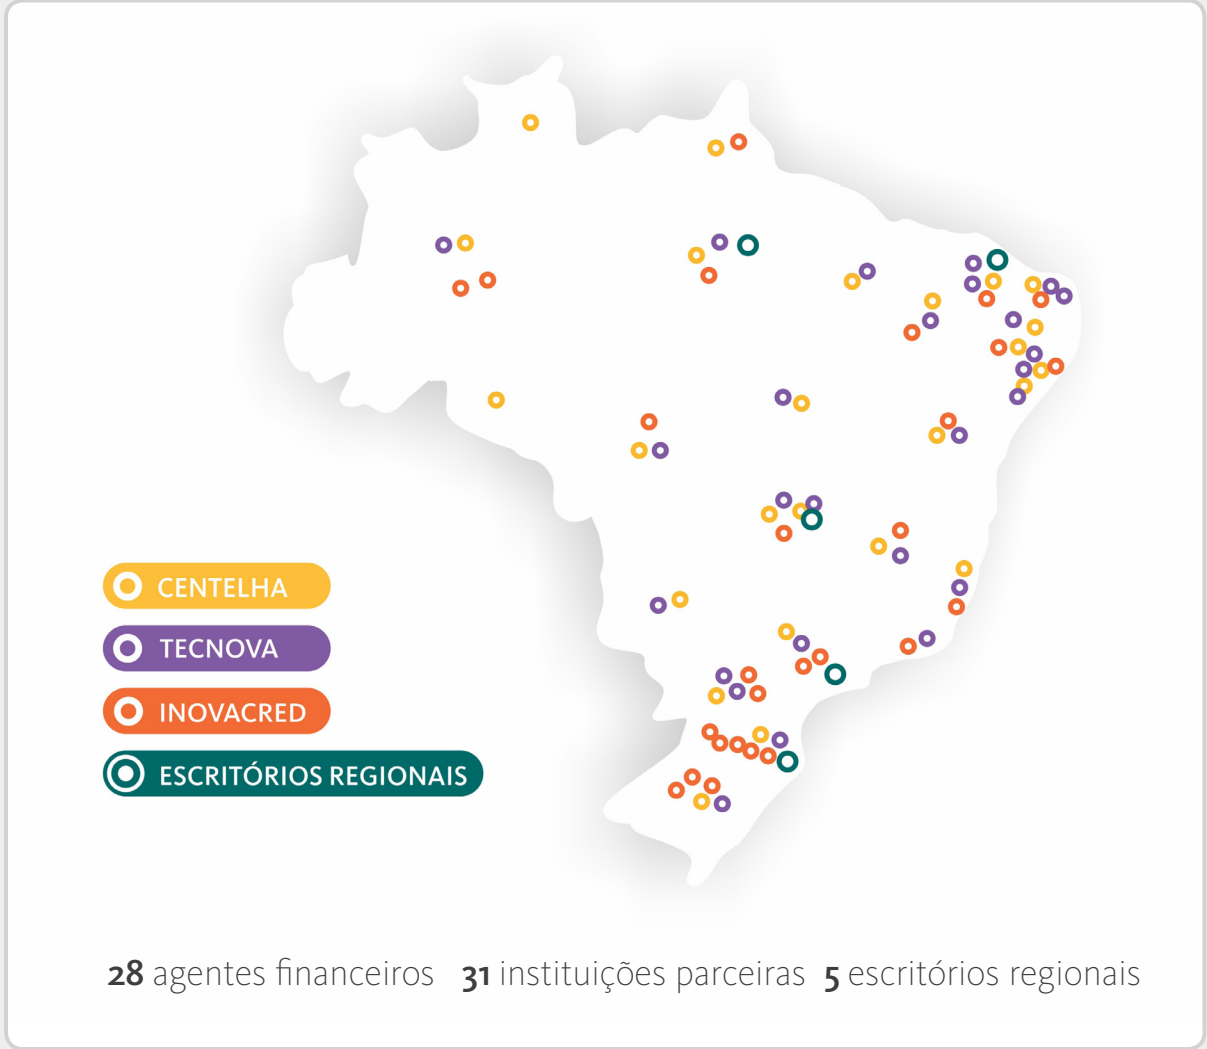 CENTELHA
TECNOVA
INOVACRED
ESCRITÓRIOS REGIONAIS
28 agentes financeiros 31 instituições parceiras 5 escritórios regionais